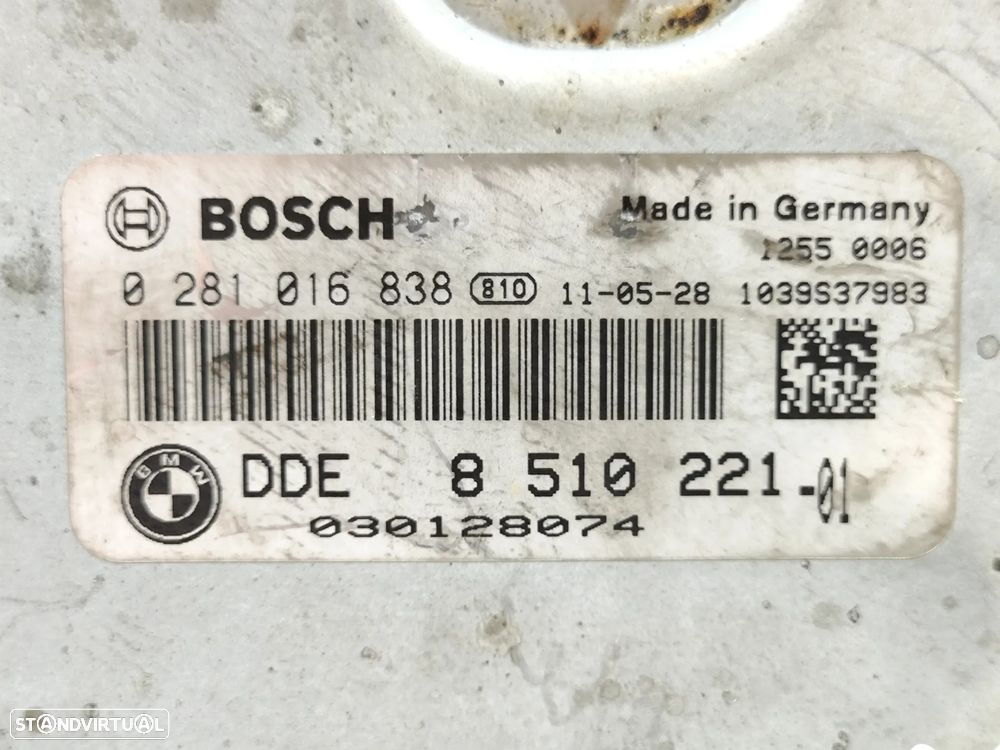 BOSCH
Made in Germany
1255 0006
0 281 016 838 810 11-05-28 1039S37983
BMW
DDE 8 510 221.01
030128074
STANDVIRTUAL